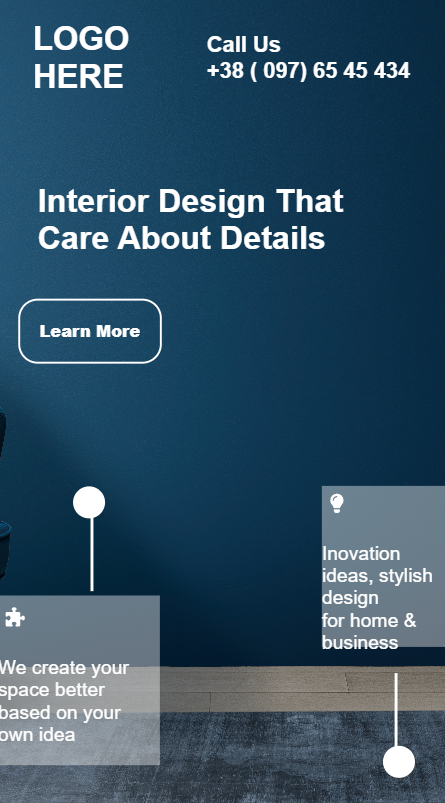 LOGO
HERE
Call Us
+38 ( 097) 65 45 434
Interior Design That
Care About Details
Learn More
Inovation
ideas, stylish
design
for home &
business
We create your
space better
based on your
own idea